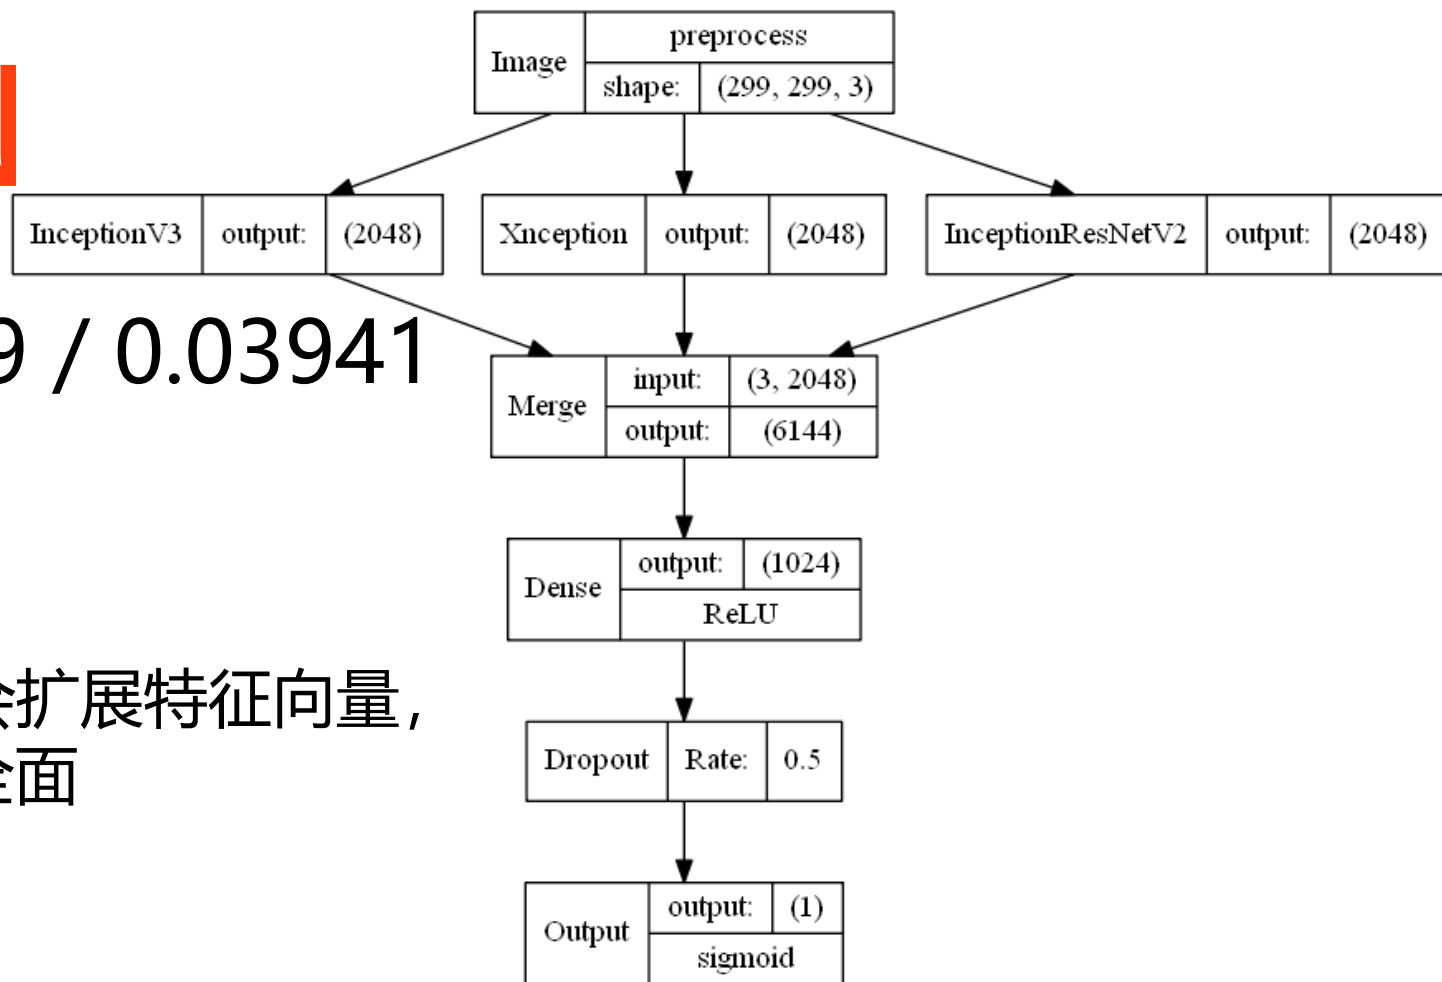 preprocess
Image
shape: (299, 299, 3)
InceptionV3 output: (2048)
Xnception output: (2048)
InceptionResNetV2 output: (2048)
9 / 0.03941
Merge
input: (3, 2048)
output: (6144)
Dense
output: (1024)
ReLU
扩展特征向量，
全面
Dropout Rate: 0.5
Output
output: (1)
sigmoid